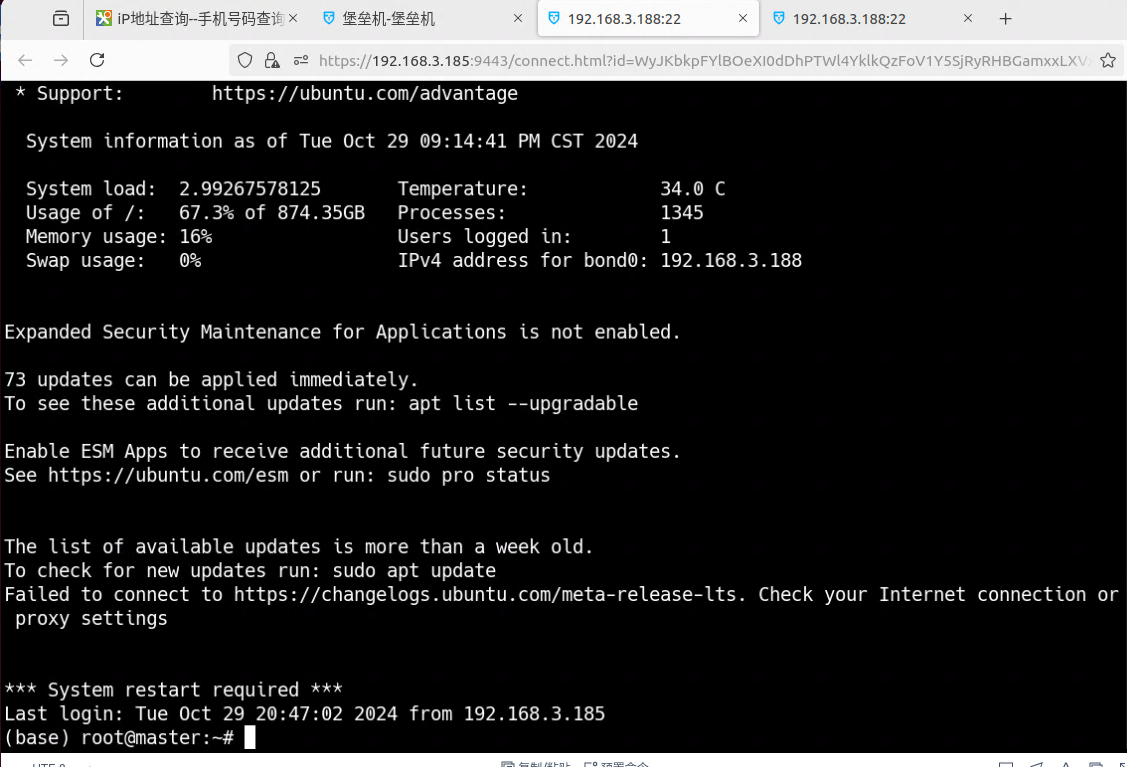 iP地址查询--手机号码查询
堡垒机-堡垒机
192.168.3.188:22
192.168.3.188:22
https://192.168.3.185:9443/connect.html?id=WyJKbkpFYlBOeXI0dDhPTWl4YklkQzFoV1Y5SjRyRHBGamxxLXV
* Support: https://ubuntu.com/advantage
System information as of Tue Oct 29 09:14:41 PM CST 2024
System load: 2.99267578125 Temperature: 34.0 C
Usage of /: 67.3% of 874.35GB Processes: 1345
Memory usage: 16% Users logged in: 1
Swap usage: 0% IPv4 address for bond0: 192.168.3.188
Expanded Security Maintenance for Applications is not enabled.
73 updates can be applied immediately.
To see these additional updates run: apt list --upgradable
Enable ESM Apps to receive additional future security updates.
See https://ubuntu.com/esm or run: sudo pro status
The list of available updates is more than a week old.
To check for new updates run: sudo apt update
Failed to connect to https://changelogs.ubuntu.com/meta-release-lts. Check your Internet connection or
proxy settings
*** System restart required ***
Last login: Tue Oct 29 20:47:02 2024 from 192.168.3.185
(base) root@master:~#